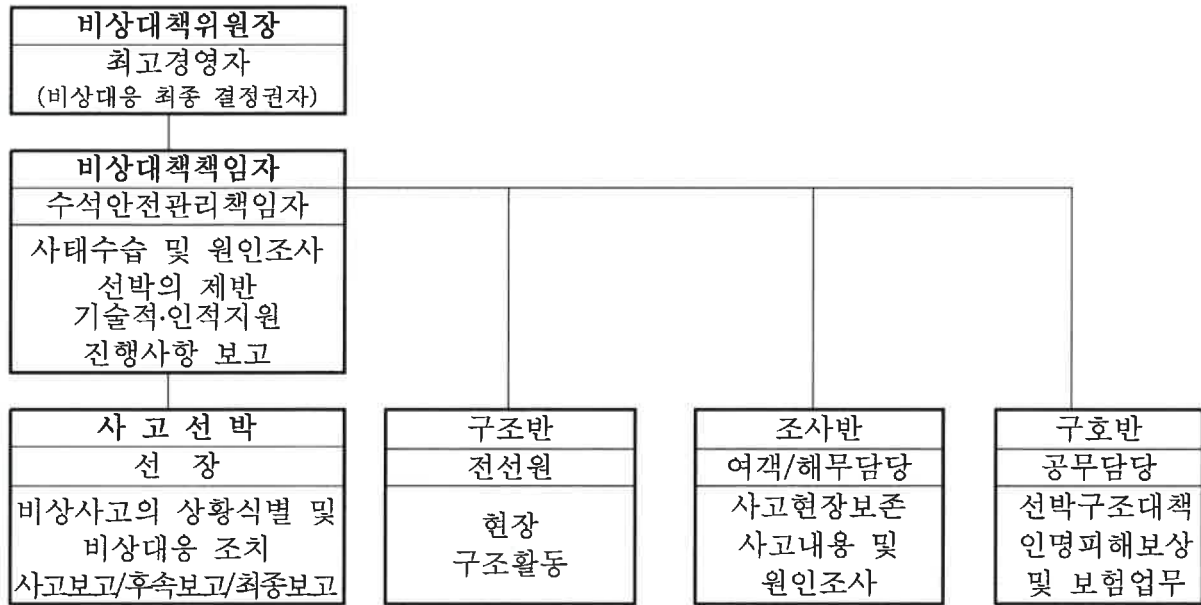 비상대책위원장
최고경영자
(비상대응 최종 결정권자)
비상대책책임자
수석안전관리책임자
사태수습 및 원인조사
선박의 제반
기술적·인적지원
진행사항 보고
사 고 선 박
선 장
비상사고의 상황식별 및
비상대응 조치
사고보고/후속보고/최종보고
구조반
전선원
현장
구조활동
조사반
여객/해무담당
사고현장보존
사고내용 및
원인조사
구호반
공무담당
선박구조대책
인명피해보상
및 보험업무